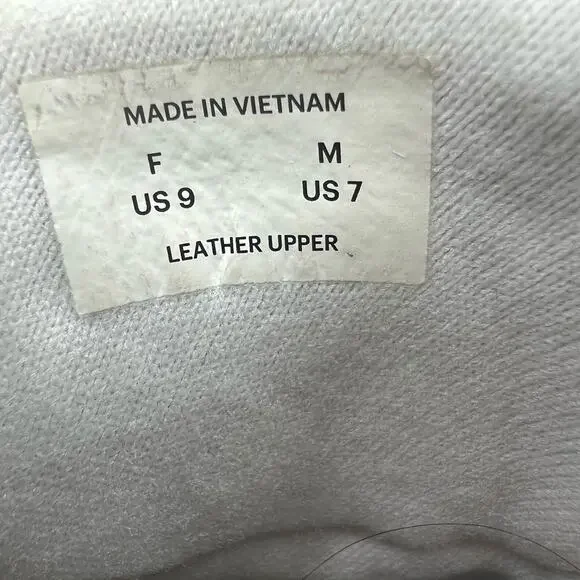 MADE IN VIETNAM
F M
US 9 US 7
LEATHER UPPER